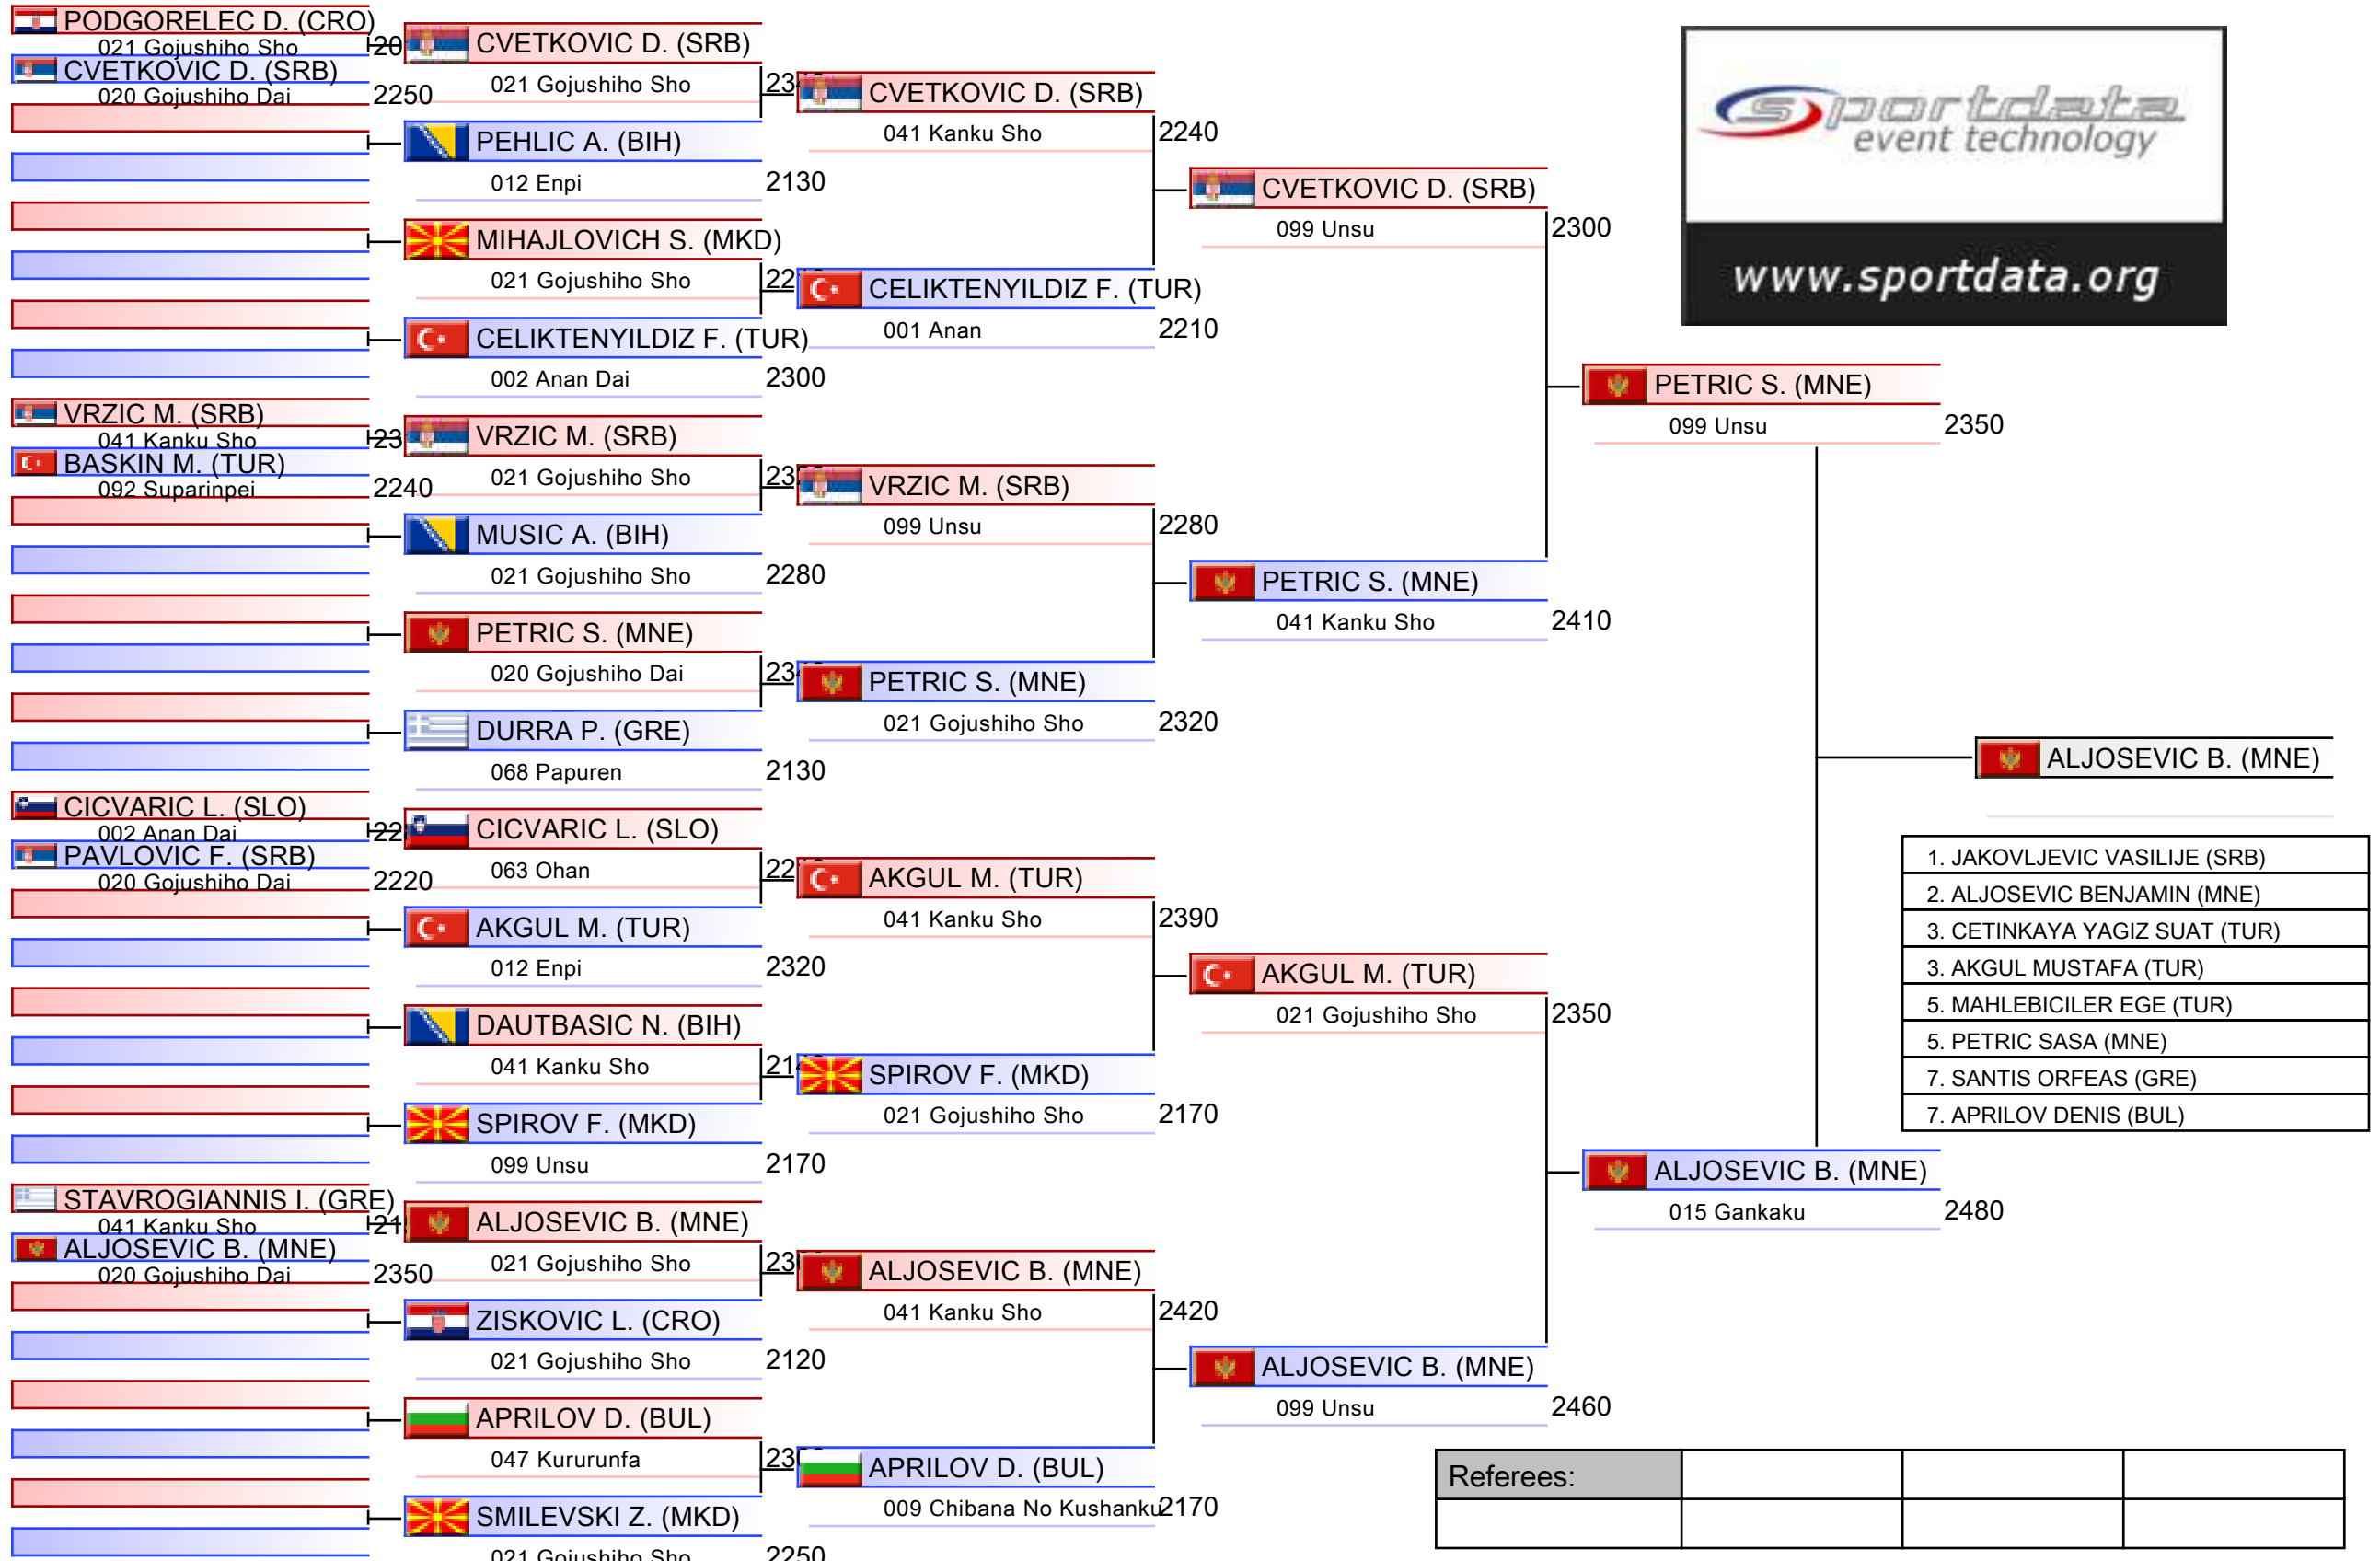 PODGORELEC D. (CRO)
021 Gojushiho Sho
CVETKOVIC D. (SRB)
020 Gojushiho Dai 2250
VRZIC M. (SRB)
041 Kanku Sho
BASKIN M. (TUR)
092 Suparinpei 2240
CICVARIC L. (SLO)
002 Anan Dai
PAVLOVIC F. (SRB)
020 Gojushiho Dai 2220
STAVROGIANNIS I. (GRE)
041 Kanku Sho
ALJOSEVIC B. (MNE)
020 Gojushiho Dai 2350
CVETKOVIC D. (SRB)
021 Gojushiho Sho
PEHLIC A. (BIH)
012 Enpi 2130
MIHAJLOVICH S. (MKD)
021 Gojushiho Sho
CELIKTENYILDIZ F. (TUR)
002 Anan Dai 2300
VRZIC M. (SRB)
021 Gojushiho Sho
MUSIC A. (BIH)
021 Gojushiho Sho 2280
PETRIC S. (MNE)
020 Gojushiho Dai
DURRA P. (GRE)
068 Papuren 2130
CICVARIC L. (SLO)
063 Ohan
AKGUL M. (TUR)
012 Enpi 2320
DAUTBASIC N. (BIH)
041 Kanku Sho
SPIROV F. (MKD)
099 Unsu 2170
ALJOSEVIC B. (MNE)
021 Gojushiho Sho
ZISKOVIC L. (CRO)
021 Gojushiho Sho 2120
APRILOV D. (BUL)
047 Kururunfa
SMILEVSKI Z. (MKD)
021 Gojushiho Sho 2250
CVETKOVIC D. (SRB)
041 Kanku Sho 2240
CELIKTENYILDIZ F. (TUR)
001 Anan 2210
VRZIC M. (SRB)
099 Unsu 2280
PETRIC S. (MNE)
021 Gojushiho Sho 2320
AKGUL M. (TUR)
041 Kanku Sho 2390
SPIROV F. (MKD)
021 Gojushiho Sho 2170
ALJOSEVIC B. (MNE)
041 Kanku Sho 2420
APRILOV D. (BUL)
009 Chibana No Kushanku 2170
CVETKOVIC D. (SRB)
099 Unsu 2300
PETRIC S. (MNE)
041 Kanku Sho 2410
AKGUL M. (TUR)
021 Gojushiho Sho 2350
ALJOSEVIC B. (MNE)
099 Unsu 2460
PETRIC S. (MNE)
099 Unsu 2350
ALJOSEVIC B. (MNE)
015 Gankaku 2480
ALJOSEVIC B. (MNE)
sportdata
event technology
www.sportdata.org
1. JAKOVLJEVIC VASILIJE (SRB)
2. ALJOSEVIC BENJAMIN (MNE)
3. CETINKAYA YAGIZ SUAT (TUR)
3. AKGUL MUSTAFA (TUR)
5. MAHLEBICILER EGE (TUR)
5. PETRIC SASA (MNE)
7. SANTIS ORFEAS (GRE)
7. APRILOV DENIS (BUL)
Referees: